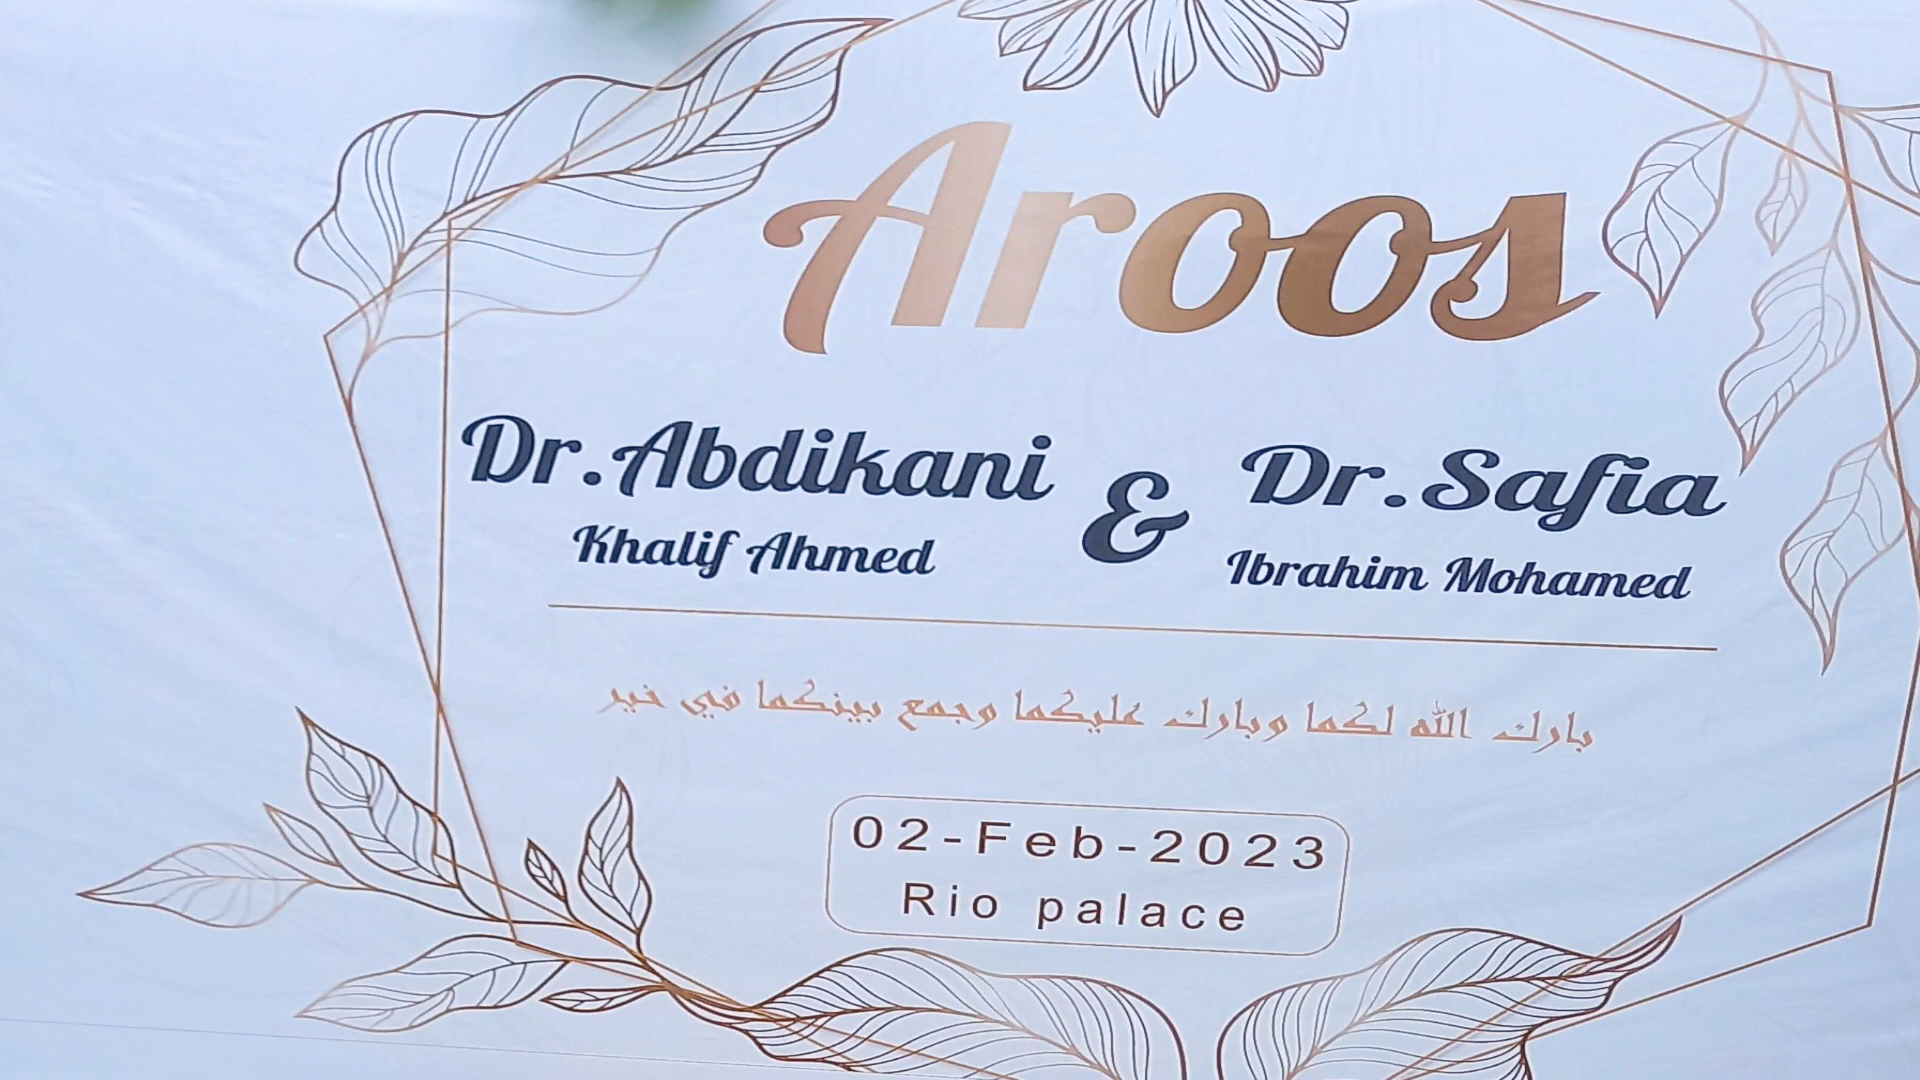 Aroos
Dr.Abdikani & Dr.Safia
Khalif Ahmed Ibrahim Mohamed
بارك الله لكما وبارك عليكما وجمع بينكما في خير
02-Feb-2023
Rio palace